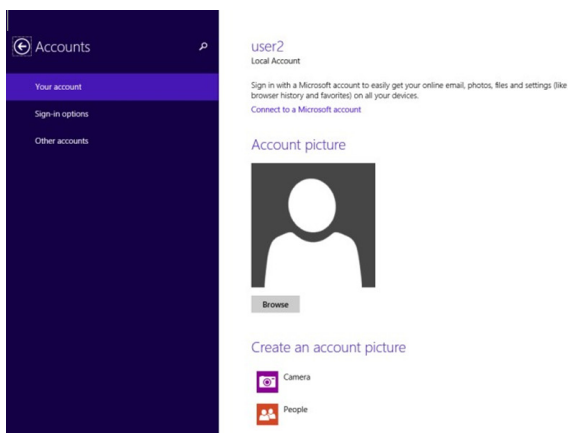 Accounts
Your account
Sign-in options
Other accounts
user2
Local Account
Sign in with a Microsoft account to easily get your online email, photos, files and settings (like
browser history and favorites) on all your devices.
Connect to a Microsoft account
Account picture
Browse
Create an account picture
Camera
People